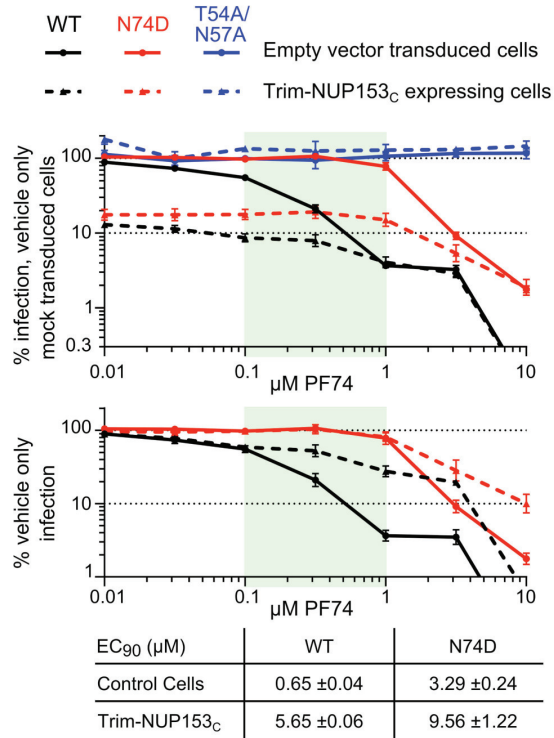 WT N74D T54A/
N57A
Empty vector transduced cells
Trim-NUP153C expressing cells
% infection, vehicle only
mock transduced cells
100
10
1
0.3
0.01 0.1 1 10
µM PF74
% vehicle only
infection
100
10
1
0.01 0.1 1 10
µM PF74
EC90 (µM) WT N74D
Control Cells 0.65 ±0.04 3.29 ±0.24
Trim-NUP153C 5.65 ±0.06 9.56 ±1.22